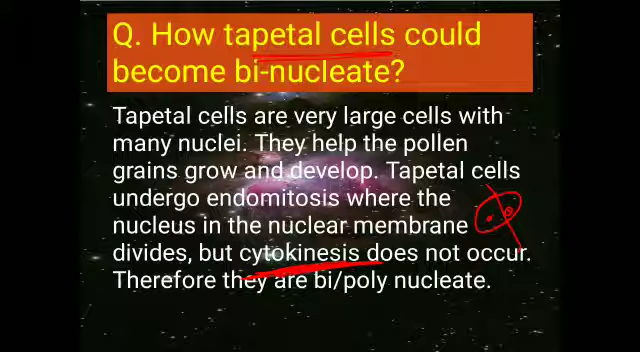 Q. How tapetal cells could
become bi-nucleate?
Tapetal cells are very large cells with
many nuclei. They help the pollen
grains grow and develop. Tapetal cells
undergo endomitosis where the
nucleus in the nuclear membrane
divides, but cytokinesis does not occur.
Therefore they are bi/poly nucleate.